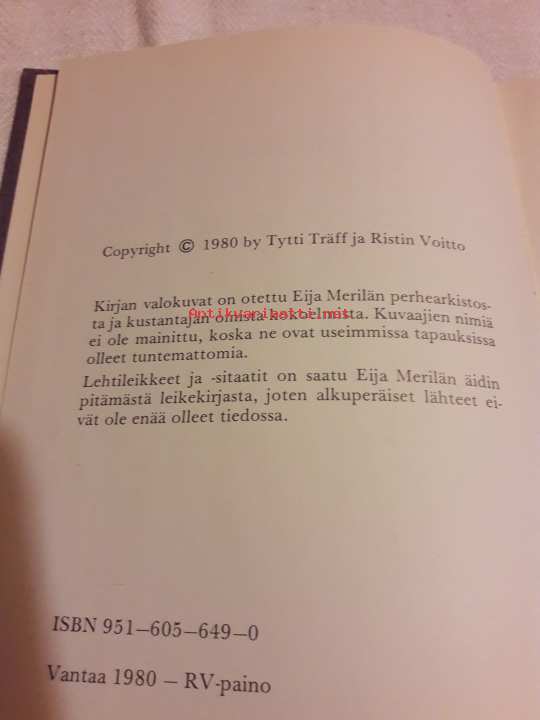 Copyright © 1980 by Tytti Träff ja Ristin Voitto
Kirjan valokuvat on otettu Eija Merilän perhearkistos-
ta ja kustantajan omista kokoelmista. Kuvaajien nimiä
Antikvariaatti.net
ei ole mainittu, koska ne ovat useimmissa tapauksissa
olleet tuntemattomia.
Lehtileikkeet ja -sitaatit on saatu Eija Merilän äidin
pitämästä leikekirjasta, joten alkuperäiset lähteet ei-
vät ole enää olleet tiedossa.
ISBN 951—605—649—0
Vantaa 1980 — RV-paino